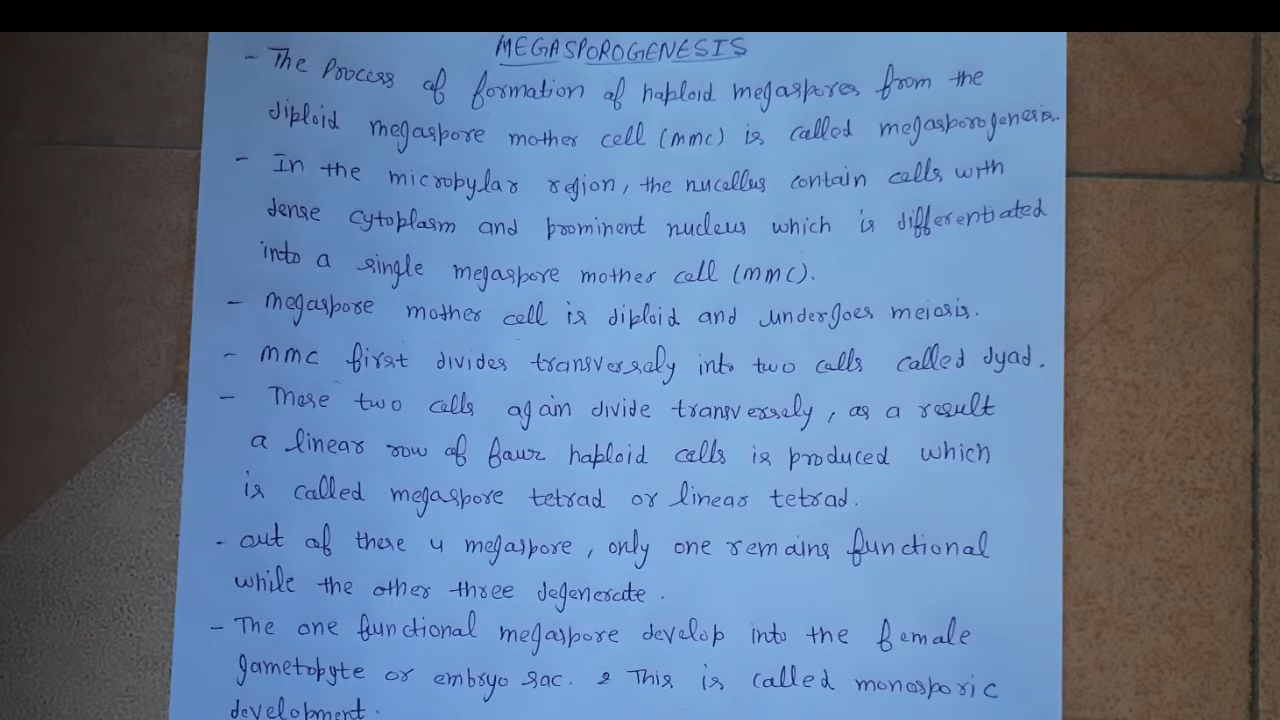 MEGASPOROGENESIS
- The Process of formation of haploid megaspores from the
diploid megaspore mother cell (mmc) is called megasporogenesis.
- In the micropylar region, the nucellus contain cells with
dense cytoplasm and prominent nucleus which is differentiated
into a single megaspore mother cell (mmc).
- megaspore mother cell is diploid and undergoes meiosis.
- mmc first divides transversely into two cells called dyad.
- These two cells again divide transversely, as a result
a linear row of four haploid cells is produced which
is called megaspore tetrad or linear tetrad.
- out of these 4 megaspore, only one remains functional
while the other three degenerate.
- The one functional megaspore develop into the female
gametopyte or embryo sac. & This is called monosporic
development.